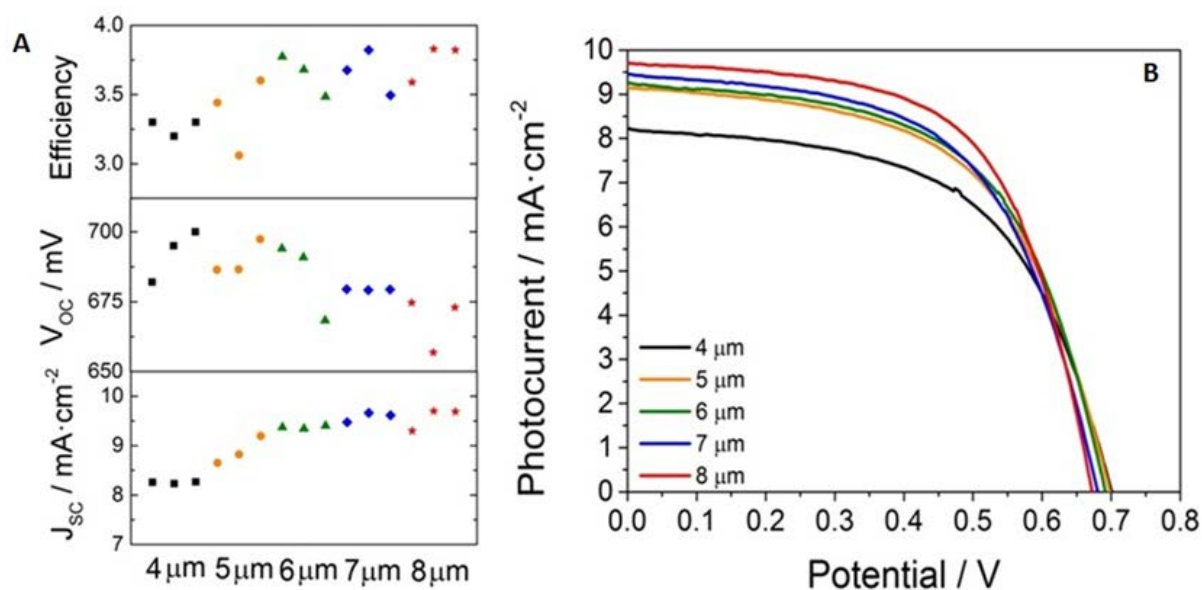 A
Efficiency
4.0
3.5
3.0
V_OC / mV
700
675
650
J_SC / mA·cm⁻²
10
9
8
7
4 μm 5 μm 6 μm 7 μm 8 μm
B
Photocurrent / mA·cm⁻²
10
9
8
7
6
5
4
3
2
1
0
4 μm
5 μm
6 μm
7 μm
8 μm
0.0 0.1 0.2 0.3 0.4 0.5 0.6 0.7 0.8
Potential / V